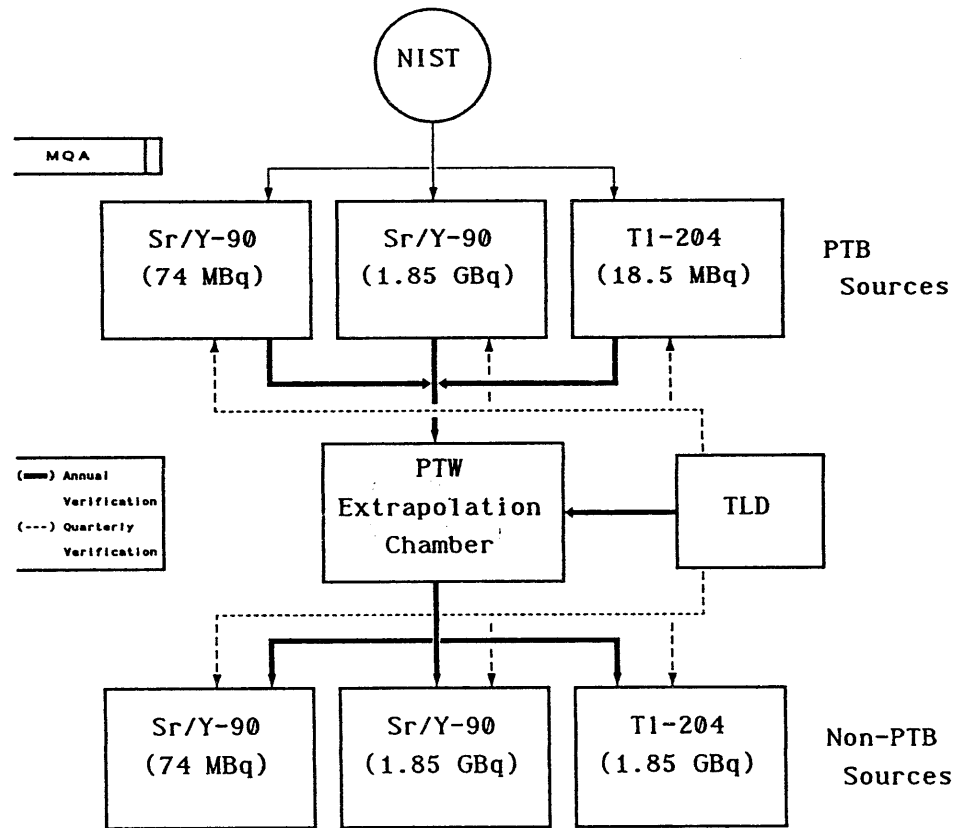 NIST
MQA
Sr/Y-90
(74 MBq)
Sr/Y-90
(1.85 GBq)
Tl-204
(18.5 MBq)
PTB
Sources
(▬) Annual
Verification
(---) Quarterly
Verification
PTW
Extrapolation
Chamber
TLD
Sr/Y-90
(74 MBq)
Sr/Y-90
(1.85 GBq)
Tl-204
(1.85 GBq)
Non-PTB
Sources